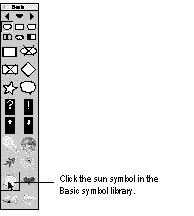 Basic
?
!
Click the sun symbol in the
Basic symbol library.